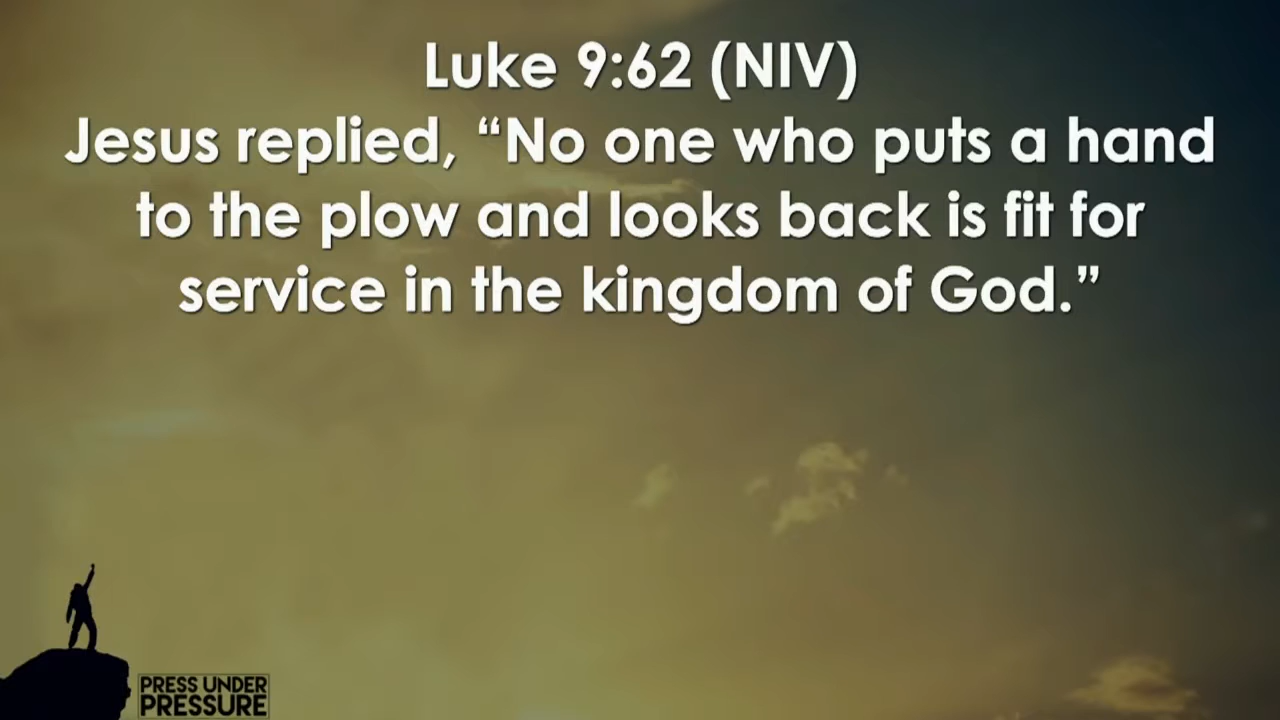 Luke 9:62 (NIV)
Jesus replied, “No one who puts a hand
to the plow and looks back is fit for
service in the kingdom of God.”
PRESS UNDER
PRESSURE